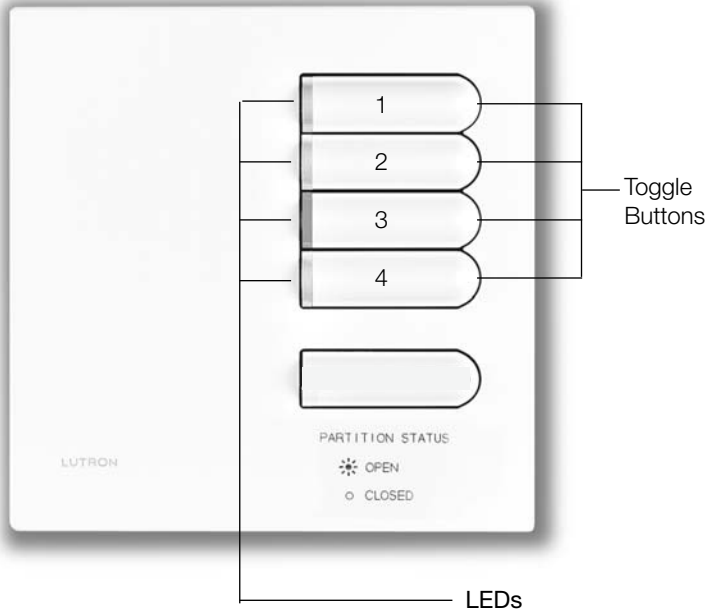 1
2
3
4
Toggle
Buttons
PARTITION STATUS
OPEN
LUTRON
CLOSED
LEDs